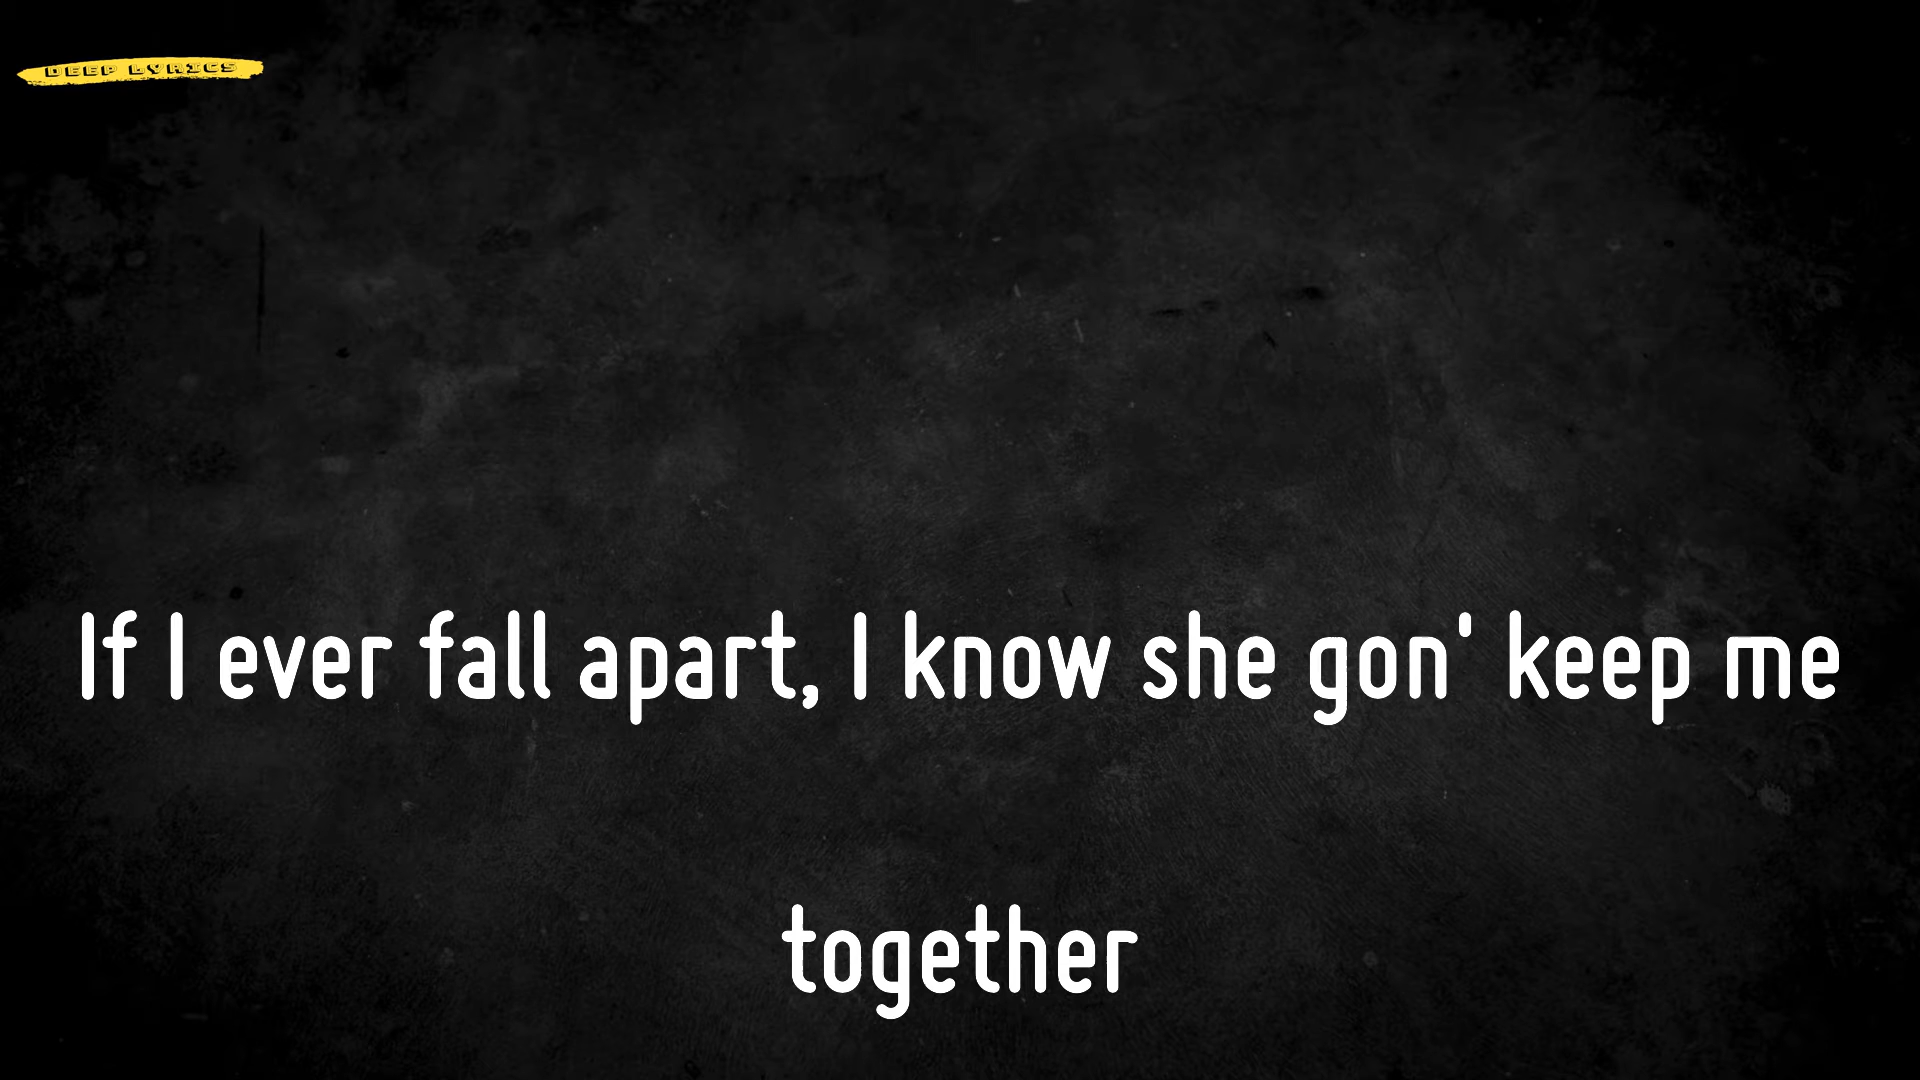 DEEP LYRICS
If I ever fall apart, I know she gon' keep me
together